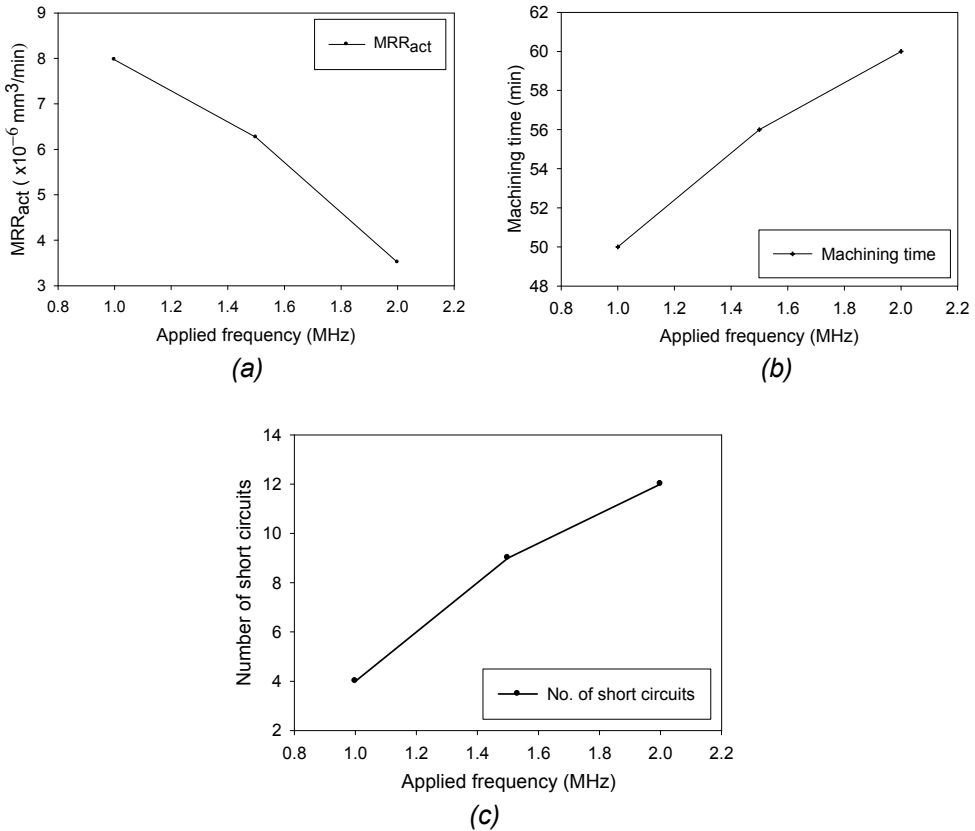 MRRact ( x10⁻⁶ mm³/min)
9
8
7
6
5
4
3
MRRact
0.8 1.0 1.2 1.4 1.6 1.8 2.0 2.2
Applied frequency (MHz)
(a)
Machining time (min)
62
60
58
56
54
52
50
48
Machining time
0.8 1.0 1.2 1.4 1.6 1.8 2.0 2.2
Applied frequency (MHz)
(b)
Number of short circuits
14
12
10
8
6
4
2
No. of short circuits
0.8 1.0 1.2 1.4 1.6 1.8 2.0 2.2
Applied frequency (MHz)
(c)